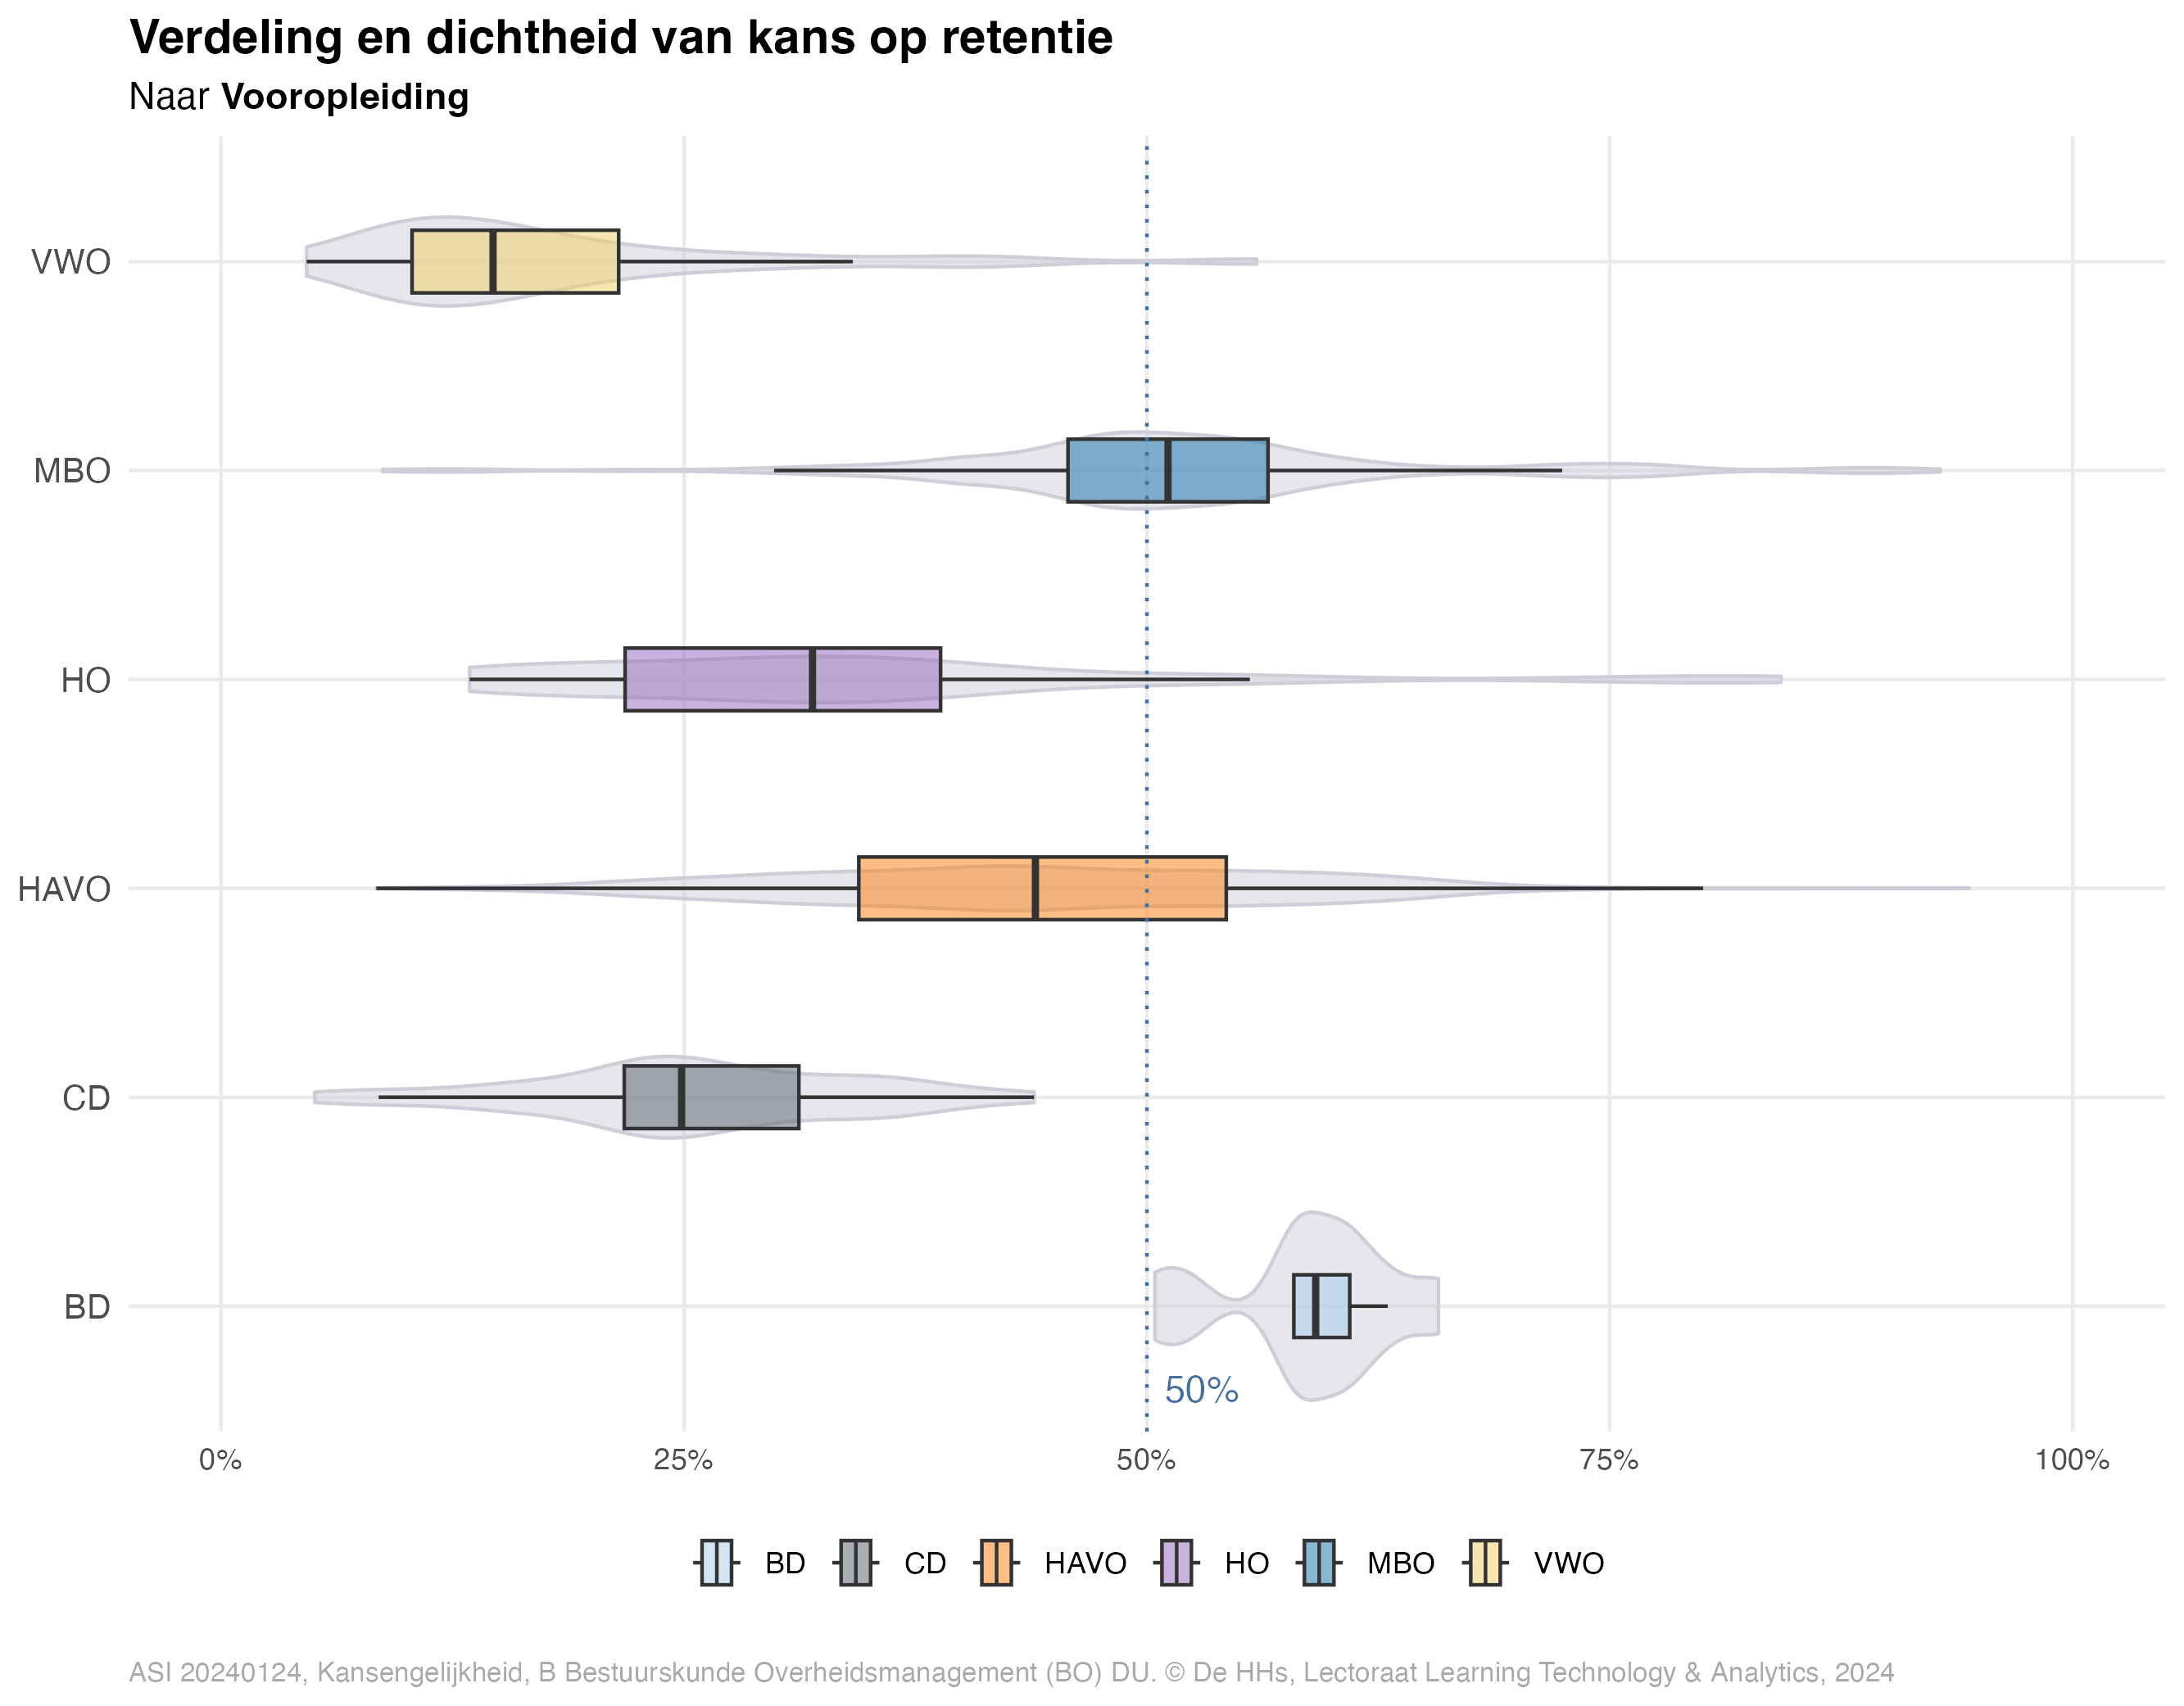 Verdeling en dichtheid van kans op retentie
Naar Vooropleiding
VWO
MBO
HO
HAVO
CD
BD
50%
0% 25% 50% 75% 100%
BD CD HAVO HO MBO VWO
ASI 20240124, Kansengelijkheid, B Bestuurskunde Overheidsmanagement (BO) DU. © De HHs, Lectoraat Learning Technology & Analytics, 2024